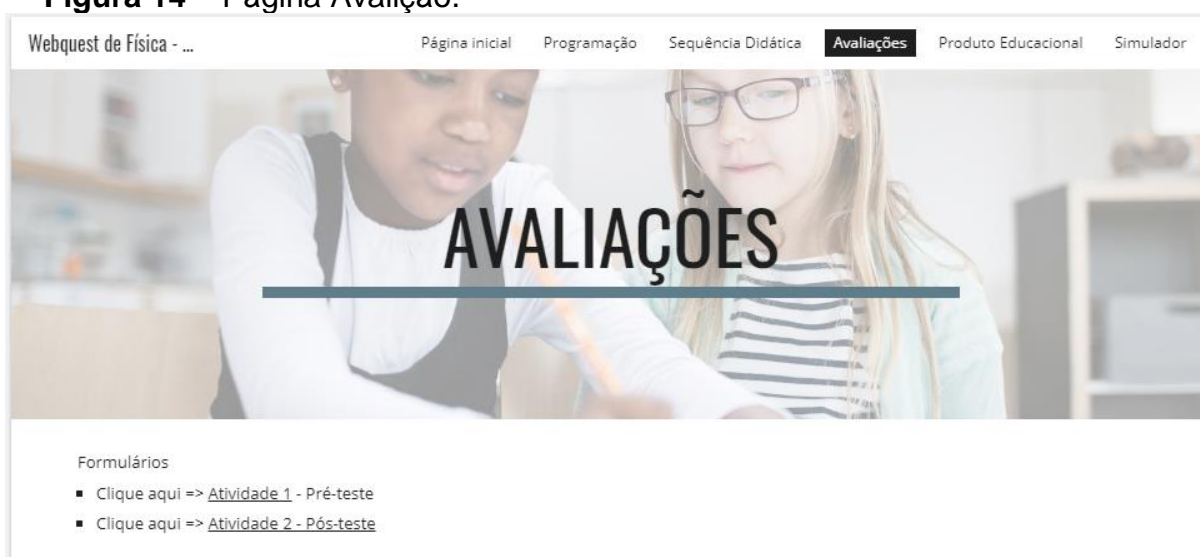 Figura 14 – Página Avalição.
Webquest de Física - ...
Página inicial Programação Sequência Didática Avaliações Produto Educacional Simulador
AVALIAÇÕES
Formulários
▪ Clique aqui => Atividade 1 - Pré-teste
▪ Clique aqui => Atividade 2 - Pós-teste